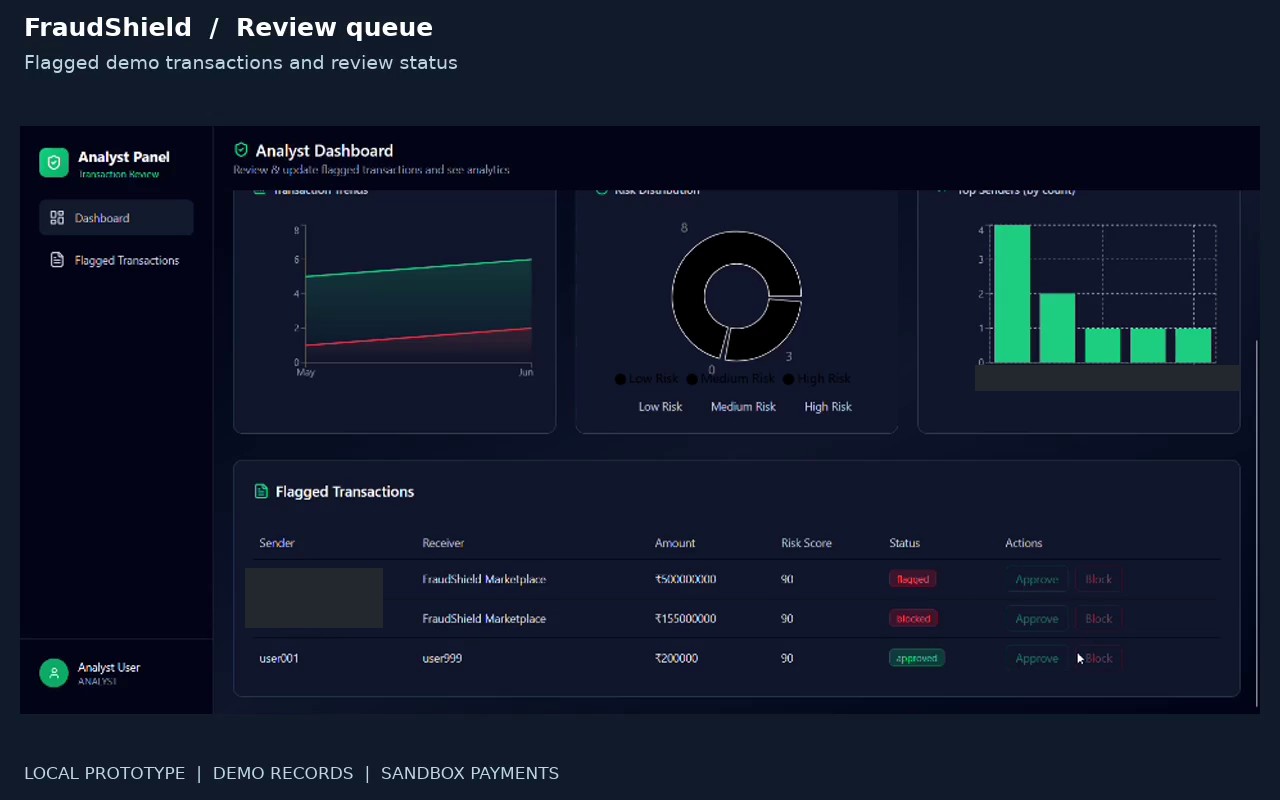 FraudShield / Review queue
Flagged demo transactions and review status
Analyst Panel
Transaction Review
Dashboard
Flagged Transactions
Analyst User
ANALYST
Analyst Dashboard
Review & update flagged transactions and see analytics
Transaction Trends
8
6
4
2
0
May Jun
Risk Distribution
8
3
0
Low Risk Medium Risk High Risk
Low Risk Medium Risk High Risk
Top Senders (by count)
4
3
2
1
0
Flagged Transactions
Sender Receiver Amount Risk Score Status Actions
FraudShield Marketplace ₹500000000 90 flagged Approve Block
FraudShield Marketplace ₹155000000 90 blocked Approve Block
user001 user999 ₹200000 90 approved Approve Block
LOCAL PROTOTYPE | DEMO RECORDS | SANDBOX PAYMENTS